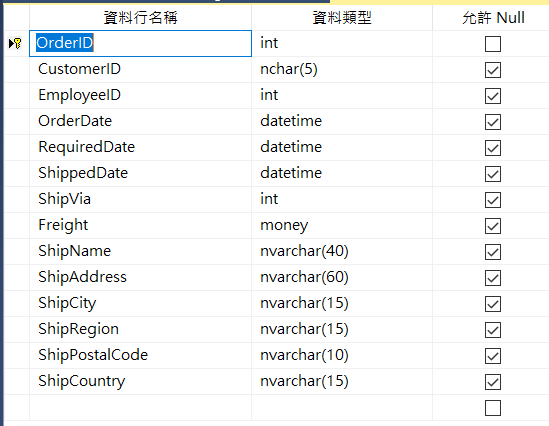 資料行名稱 資料類型 允許 Null
OrderID int
CustomerID nchar(5)
EmployeeID int
OrderDate datetime
RequiredDate datetime
ShippedDate datetime
ShipVia int
Freight money
ShipName nvarchar(40)
ShipAddress nvarchar(60)
ShipCity nvarchar(15)
ShipRegion nvarchar(15)
ShipPostalCode nvarchar(10)
ShipCountry nvarchar(15)